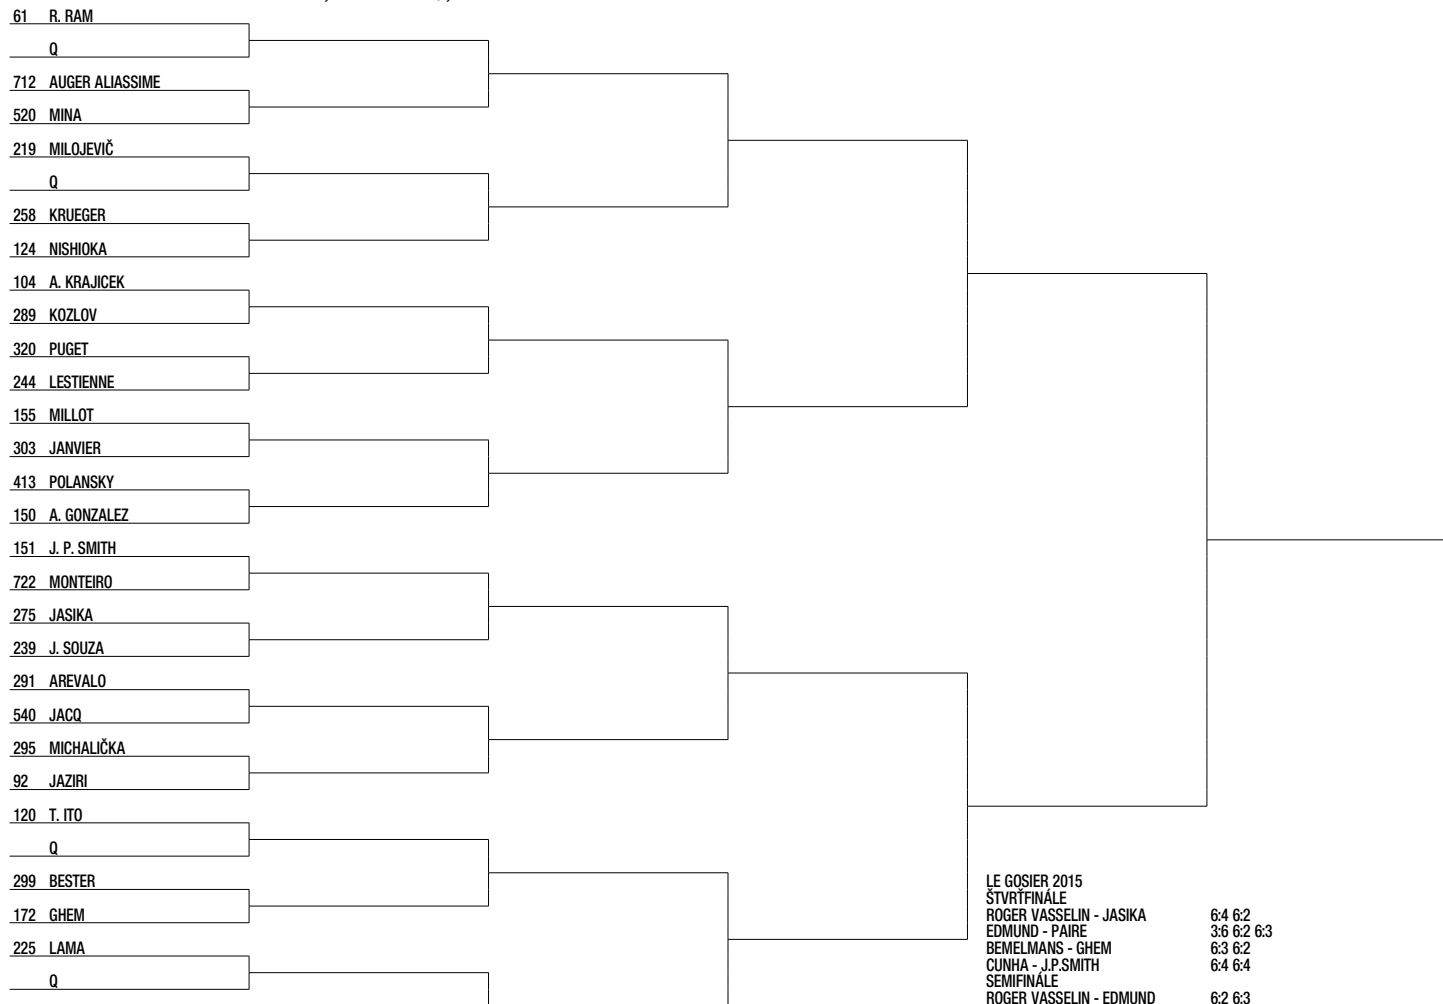 61 R. RAM
Q
712 AUGER ALIASSIME
520 MINA
219 MILOJEVIČ
Q
258 KRUEGER
124 NISHIOKA
104 A. KRAJICEK
289 KOZLOV
320 PUGET
244 LESTIENNE
155 MILLOT
303 JANVIER
413 POLANSKY
150 A. GONZALEZ
151 J. P. SMITH
722 MONTEIRO
275 JASIKA
239 J. SOUZA
291 AREVALO
540 JACQ
295 MICHALIČKA
92 JAZIRI
120 T. ITO
Q
299 BESTER
172 GHEM
225 LAMA
Q
LE GOSIER 2015
ŠTVRŤFINÁLE
ROGER VASSELIN - JASIKA 6:4 6:2
EDMUND - PAIRE 3:6 6:2 6:3
BEMELMANS - GHEM 6:3 6:2
CUNHA - J.P.SMITH 6:4 6:4
SEMIFINÁLE
ROGER VASSELIN - EDMUND 6:2 6:3